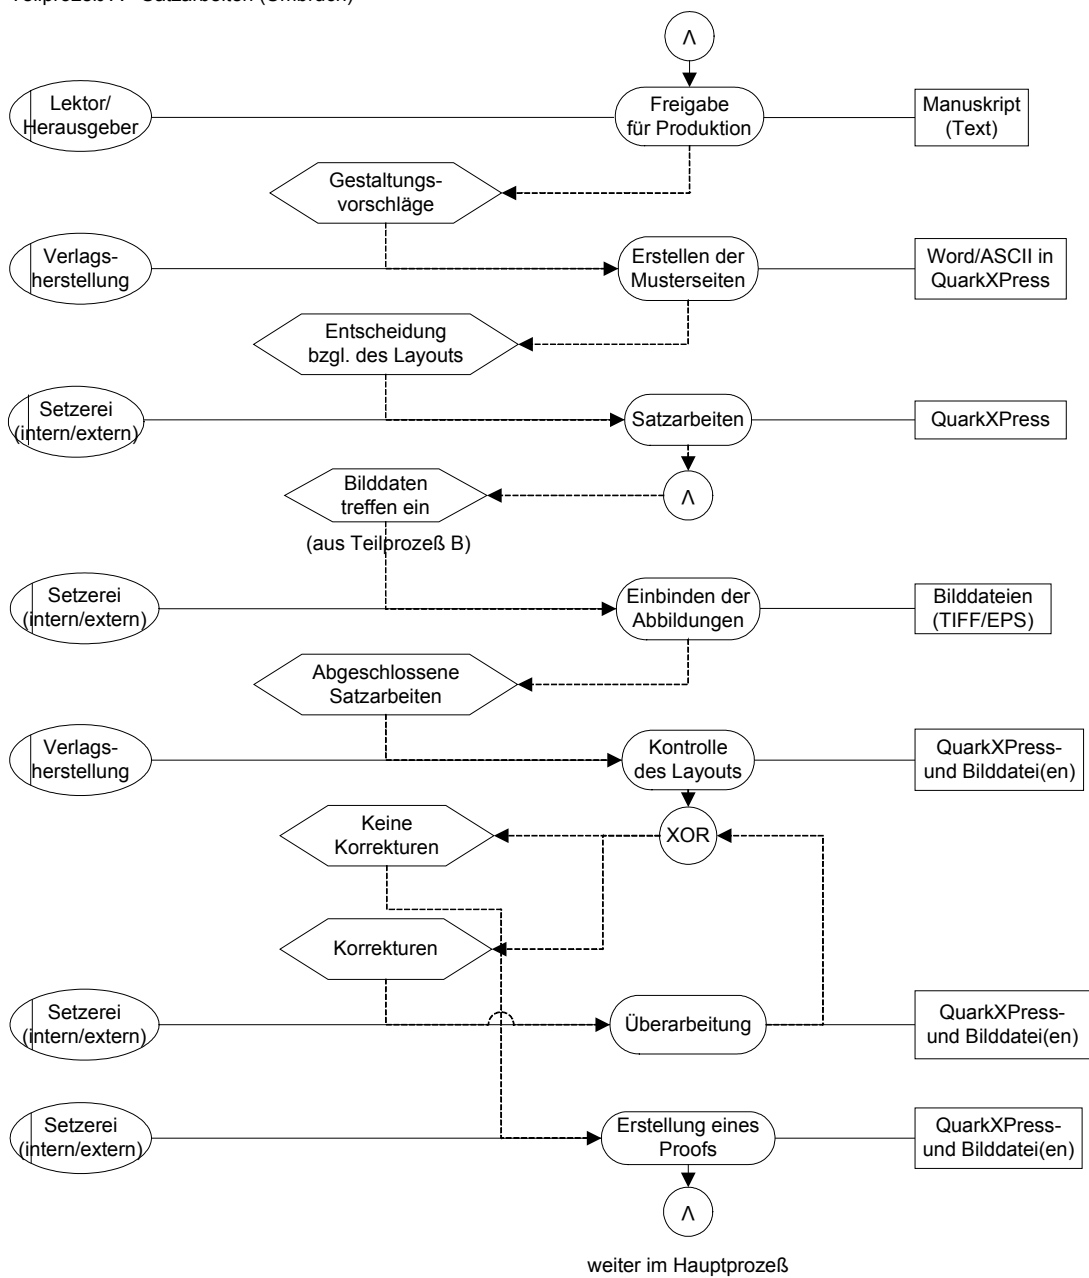 Teilprozeß A - Satzarbeiten (Umbruch)
Λ
Lektor/
Herausgeber
Freigabe
für Produktion
Manuskript
(Text)
Gestaltungs-
vorschläge
Verlags-
herstellung
Erstellen der
Musterseiten
Word/ASCII in
QuarkXPress
Entscheidung
bzgl. des Layouts
Setzerei
(intern/extern)
Satzarbeiten
QuarkXPress
Bilddaten
treffen ein
Λ
(aus Teilprozeß B)
Setzerei
(intern/extern)
Einbinden der
Abbildungen
Bilddateien
(TIFF/EPS)
Abgeschlossene
Satzarbeiten
Verlags-
herstellung
Kontrolle
des Layouts
QuarkXPress-
und Bilddatei(en)
Keine
Korrekturen
XOR
Korrekturen
Setzerei
(intern/extern)
Überarbeitung
QuarkXPress-
und Bilddatei(en)
Setzerei
(intern/extern)
Erstellung eines
Proofs
QuarkXPress-
und Bilddatei(en)
Λ
weiter im Hauptprozeß